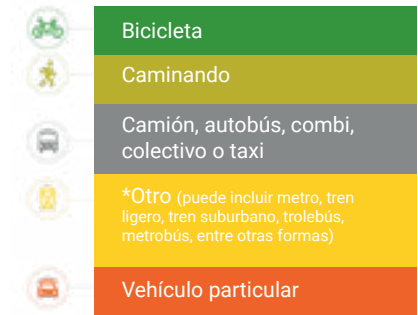 Bicicleta
Caminando
Camión, autobús, combi,
colectivo o taxi
*Otro (puede incluir metro, tren
ligero, tren suburbano, trolebús,
metrobús, entre otras formas)
Vehículo particular